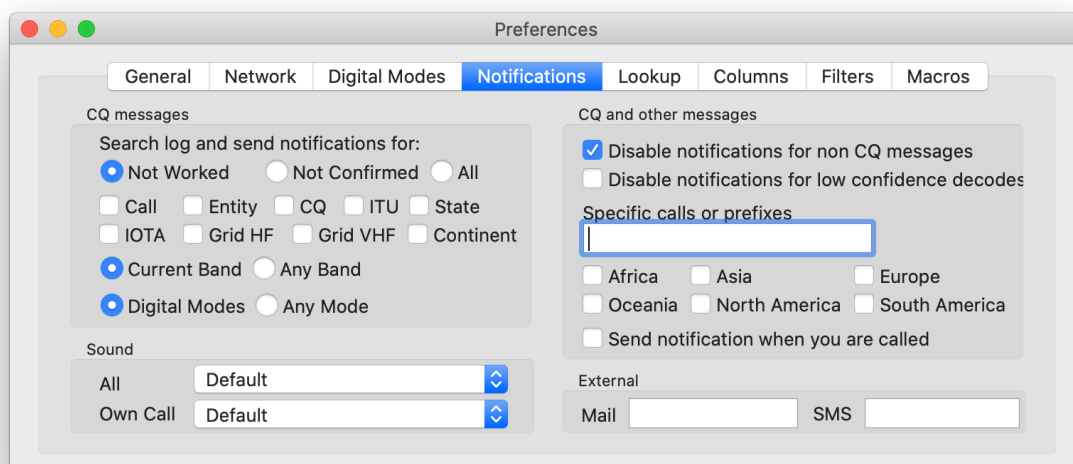 Preferences
General Network Digital Modes Notifications Lookup Columns Filters Macros
CQ messages
Search log and send notifications for:
Not Worked Not Confirmed All
Call Entity CQ ITU State
IOTA Grid HF Grid VHF Continent
Current Band Any Band
Digital Modes Any Mode
Sound
All Default
Own Call Default
CQ and other messages
Disable notifications for non CQ messages
Disable notifications for low confidence decodes
Specific calls or prefixes
Africa Asia Europe
Oceania North America South America
Send notification when you are called
External
Mail SMS